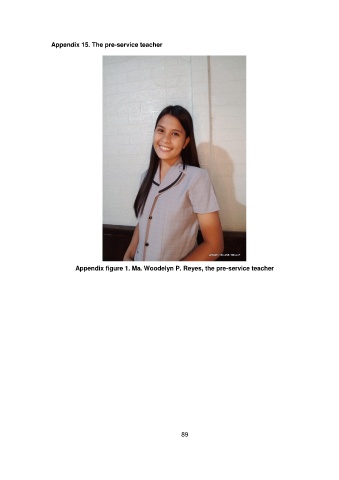 Appendix 15. The pre-service teacher
Appendix figure 1. Ma. Woodelyn P. Reyes, the pre-service teacher
89